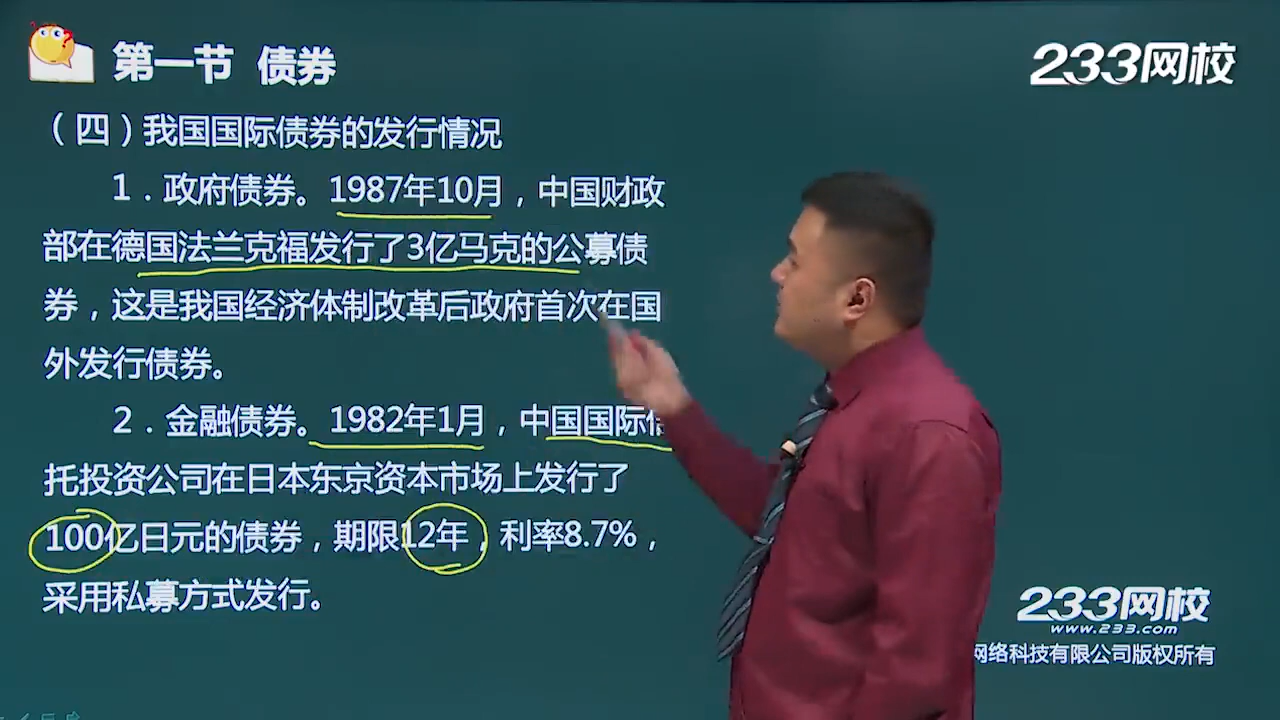 第一节 债券
233网校
（四）我国国际债券的发行情况
1．政府债券。1987年10月，中国财政
部在德国法兰克福发行了3亿马克的公募债
券，这是我国经济体制改革后政府首次在国
外发行债券。
2．金融债券。1982年1月，中国国际信
托投资公司在日本东京资本市场上发行了
100亿日元的债券，期限12年，利率8.7%，
采用私募方式发行。
233网校
www.233.com
网络科技有限公司版权所有